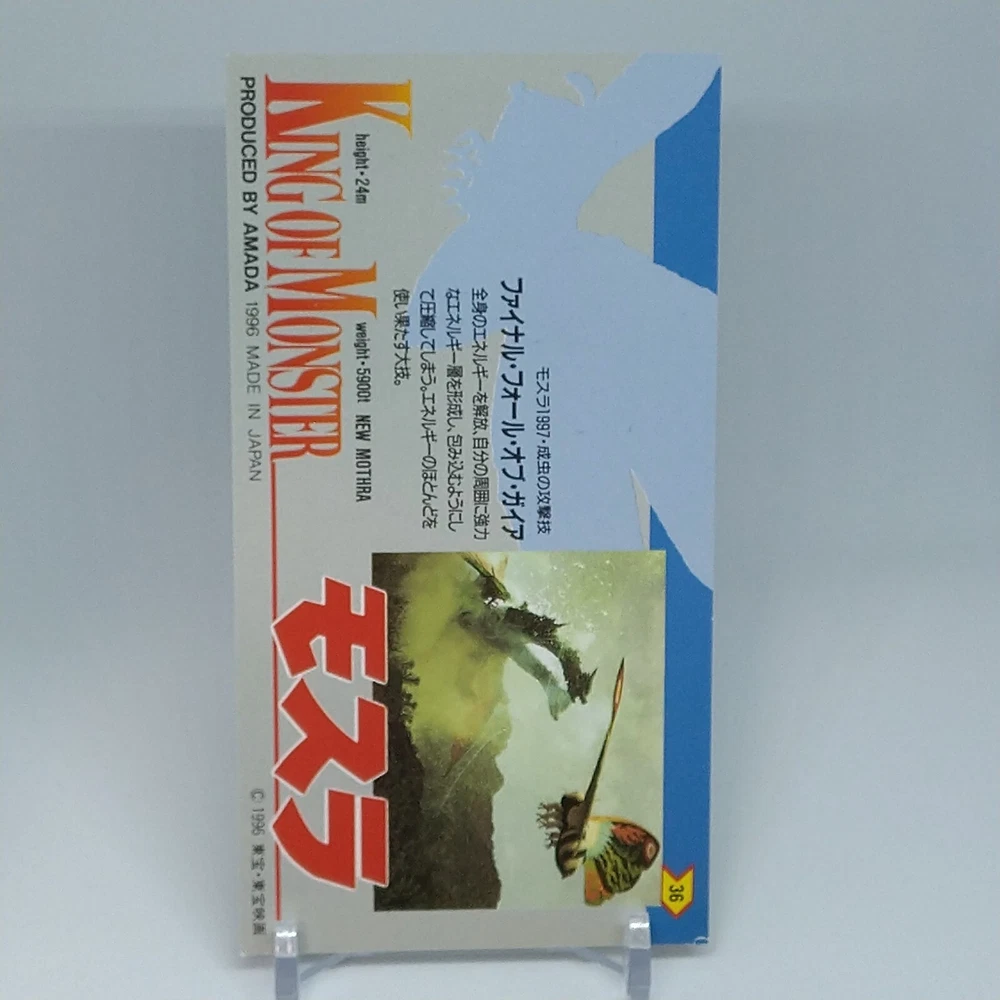 モスラ1997・成虫の攻撃技
ファイナル・フォール・オブ・ガイア
全身のエネルギーを解放、自分の周囲に強力
なエネルギー層を形成し、包み込むようにし
て圧縮してしまう。エネルギーのほとんどを
使い果たす大技。
36
height・24m weight・5900t NEW MOTHRA
KING OF MONSTER
モスラ
PRODUCED BY AMADA 1996 MADE IN JAPAN
© 1996 東宝・東宝映画